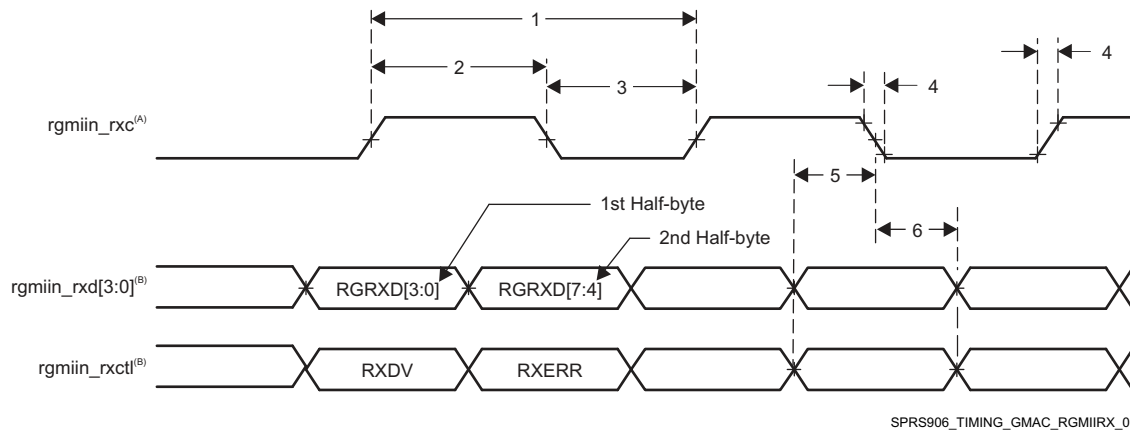 1
2
3
4
4
rgmiin_rxc(A)
5
6
1st Half-byte
2nd Half-byte
rgmiin_rxd[3:0](B)
RGRXD[3:0]
RGRXD[7:4]
rgmiin_rxctl(B)
RXDV
RXERR
SPRS906_TIMING_GMAC_RGMIIRX_0